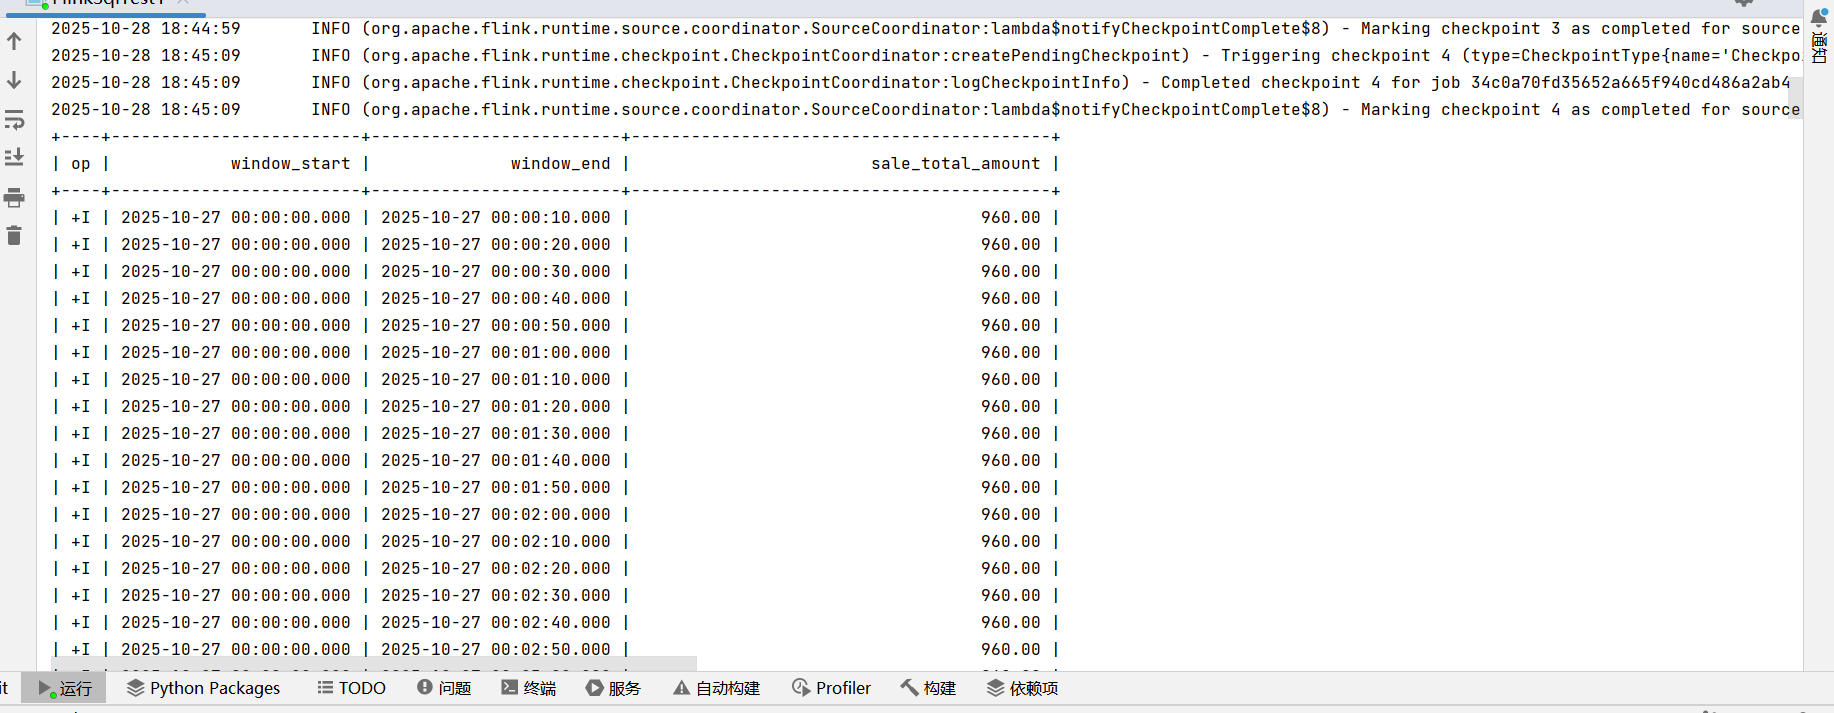 FlinkSqlTest1
2025-10-28 18:44:59 INFO (org.apache.flink.runtime.source.coordinator.SourceCoordinator:lambda$notifyCheckpointComplete$8) - Marking checkpoint 3 as completed for source
2025-10-28 18:45:09 INFO (org.apache.flink.runtime.checkpoint.CheckpointCoordinator:createPendingCheckpoint) - Triggering checkpoint 4 (type=CheckpointType{name='Checkpo
2025-10-28 18:45:09 INFO (org.apache.flink.runtime.checkpoint.CheckpointCoordinator:logCheckpointInfo) - Completed checkpoint 4 for job 34c0a70fd35652a665f940cd486a2ab4
2025-10-28 18:45:09 INFO (org.apache.flink.runtime.source.coordinator.SourceCoordinator:lambda$notifyCheckpointComplete$8) - Marking checkpoint 4 as completed for source
通知
+----+-------------------------+-------------------------+------------------------------------------+
| op | window_start | window_end | sale_total_amount |
+----+-------------------------+-------------------------+------------------------------------------+
| +I | 2025-10-27 00:00:00.000 | 2025-10-27 00:00:10.000 | 960.00 |
| +I | 2025-10-27 00:00:00.000 | 2025-10-27 00:00:20.000 | 960.00 |
| +I | 2025-10-27 00:00:00.000 | 2025-10-27 00:00:30.000 | 960.00 |
| +I | 2025-10-27 00:00:00.000 | 2025-10-27 00:00:40.000 | 960.00 |
| +I | 2025-10-27 00:00:00.000 | 2025-10-27 00:00:50.000 | 960.00 |
| +I | 2025-10-27 00:00:00.000 | 2025-10-27 00:01:00.000 | 960.00 |
| +I | 2025-10-27 00:00:00.000 | 2025-10-27 00:01:10.000 | 960.00 |
| +I | 2025-10-27 00:00:00.000 | 2025-10-27 00:01:20.000 | 960.00 |
| +I | 2025-10-27 00:00:00.000 | 2025-10-27 00:01:30.000 | 960.00 |
| +I | 2025-10-27 00:00:00.000 | 2025-10-27 00:01:40.000 | 960.00 |
| +I | 2025-10-27 00:00:00.000 | 2025-10-27 00:01:50.000 | 960.00 |
| +I | 2025-10-27 00:00:00.000 | 2025-10-27 00:02:00.000 | 960.00 |
| +I | 2025-10-27 00:00:00.000 | 2025-10-27 00:02:10.000 | 960.00 |
| +I | 2025-10-27 00:00:00.000 | 2025-10-27 00:02:20.000 | 960.00 |
| +I | 2025-10-27 00:00:00.000 | 2025-10-27 00:02:30.000 | 960.00 |
| +I | 2025-10-27 00:00:00.000 | 2025-10-27 00:02:40.000 | 960.00 |
| +I | 2025-10-27 00:00:00.000 | 2025-10-27 00:02:50.000 | 960.00 |
it 运行 Python Packages TODO 问题 终端 服务 自动构建 Profiler 构建 依赖项